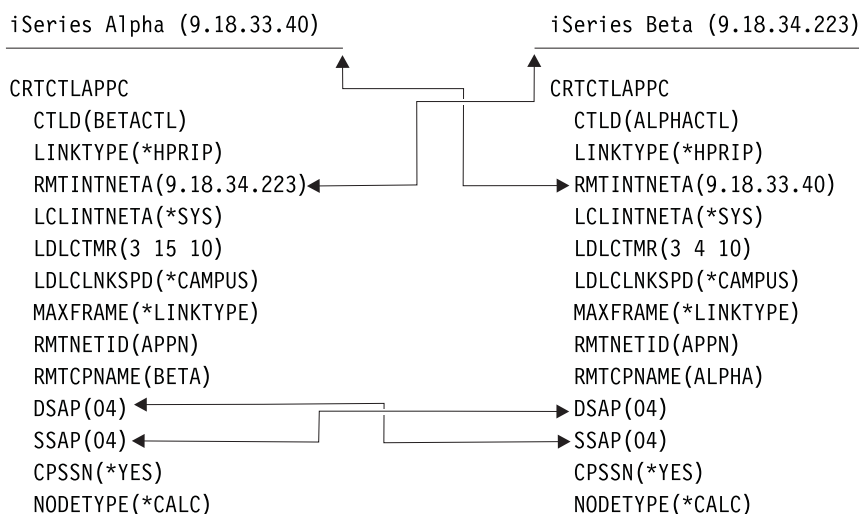 iSeries Alpha (9.18.33.40)
CRTCTLAPPC
CTLD(BETACTL)
LINKTYPE(*HPRIP)
RMTINTNETA(9.18.34.223)
LCLINTNETA(*SYS)
LDLCTMR(3 15 10)
LDLCLNKSPD(*CAMPUS)
MAXFRAME(*LINKTYPE)
RMTNETID(APPN)
RMTCPNAME(BETA)
DSAP(04)
SSAP(04)
CPSSN(*YES)
NODETYPE(*CALC)
iSeries Beta (9.18.34.223)
CRTCTLAPPC
CTLD(ALPHACTL)
LINKTYPE(*HPRIP)
RMTINTNETA(9.18.33.40)
LCLINTNETA(*SYS)
LDLCTMR(3 4 10)
LDLCLNKSPD(*CAMPUS)
MAXFRAME(*LINKTYPE)
RMTNETID(APPN)
RMTCPNAME(ALPHA)
DSAP(04)
SSAP(04)
CPSSN(*YES)
NODETYPE(*CALC)